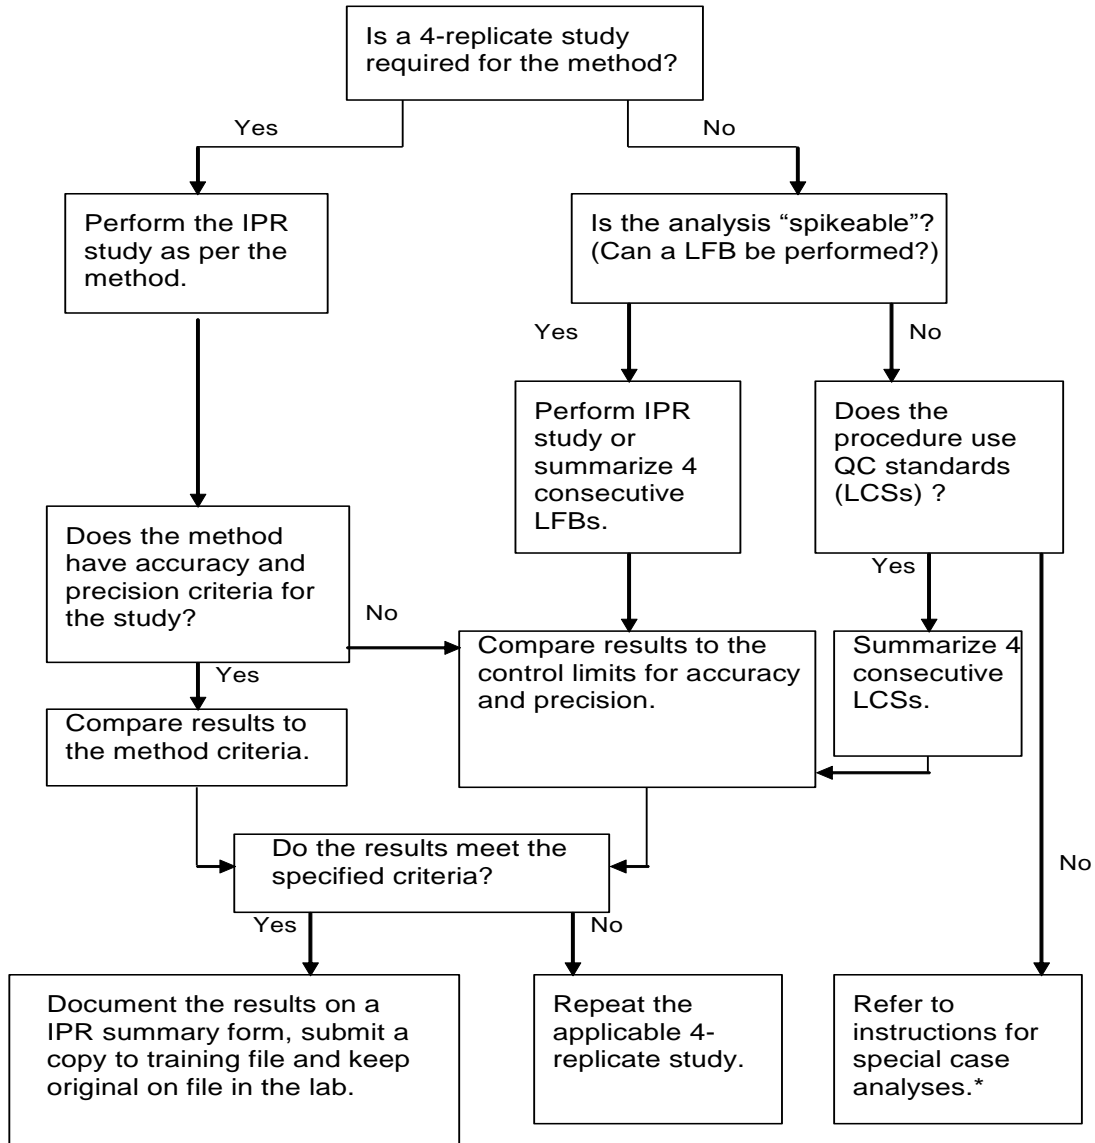 Is a 4-replicate study
required for the method?
Yes
No
Perform the IPR
study as per the
method.
Is the analysis “spikeable”?
(Can a LFB be performed?)
Yes
No
Perform IPR
study or
summarize 4
consecutive
LFBs.
Does the
procedure use
QC standards
(LCSs) ?
Does the method
have accuracy and
precision criteria for
the study?
No
Yes
Yes
Compare results to
the method criteria.
Compare results to the
control limits for accuracy
and precision.
Summarize 4
consecutive
LCSs.
No
Do the results meet the
specified criteria?
Yes
No
Document the results on a
IPR summary form, submit a
copy to training file and keep
original on file in the lab.
Repeat the
applicable 4-
replicate study.
Refer to
instructions for
special case
analyses.*